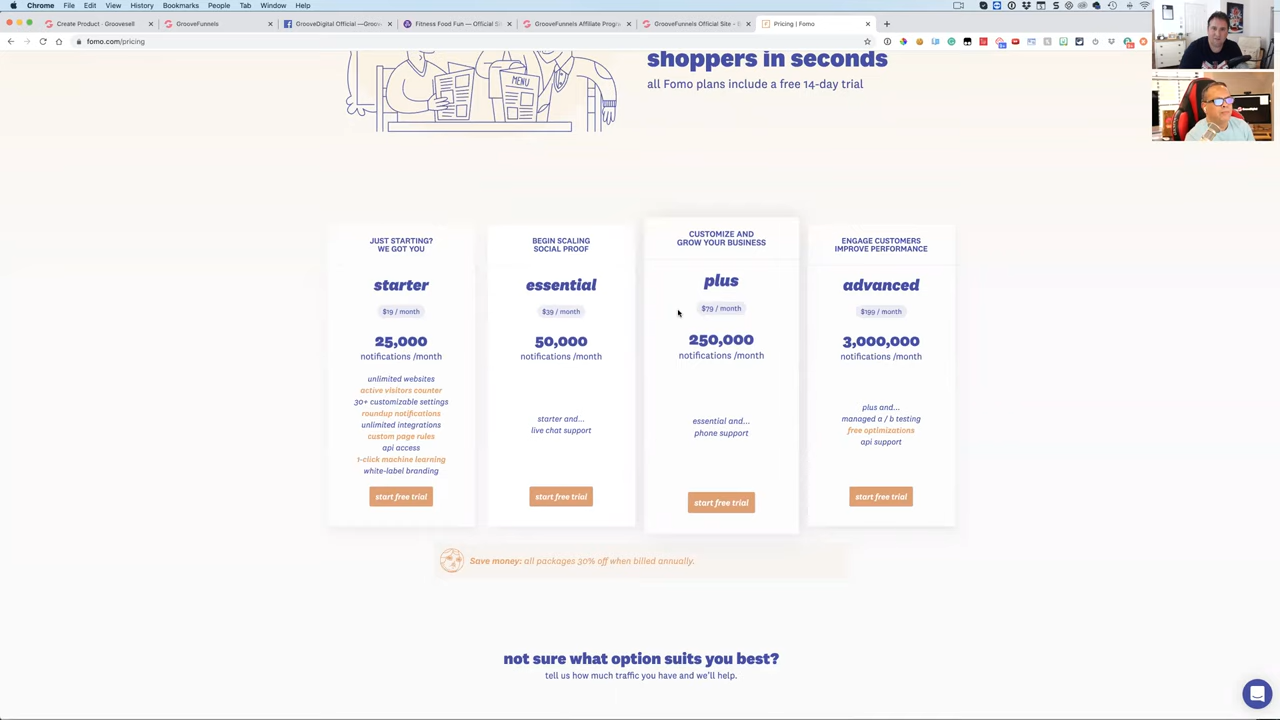 Chrome File Edit View History Bookmarks People Tab Window Help
Create Product · Groovesell
GrooveFunnels
GrooveDigital Official —Groov
Fitness Food Fun — Official Si
GrooveFunnels Affiliate Progr
GrooveFunnels Official Site -
Pricing | Fomo
fomo.com/pricing
MENU
shoppers in seconds
all Fomo plans include a free 14-day trial
JUST STARTING?
WE GOT YOU
starter
$19 / month
25,000
notifications /month
unlimited websites
active visitors counter
30+ customizable settings
roundup notifications
unlimited integrations
custom page rules
api access
1-click machine learning
white-label branding
start free trial
BEGIN SCALING
SOCIAL PROOF
essential
$39 / month
50,000
notifications /month
starter and...
live chat support
start free trial
CUSTOMIZE AND
GROW YOUR BUSINESS
plus
$79 / month
250,000
notifications /month
essential and...
phone support
start free trial
ENGAGE CUSTOMERS
IMPROVE PERFORMANCE
advanced
$199 / month
3,000,000
notifications /month
plus and...
managed a / b testing
free optimizations
api support
start free trial
Save money: all packages 30% off when billed annually.
not sure what option suits you best?
tell us how much traffic you have and we'll help.